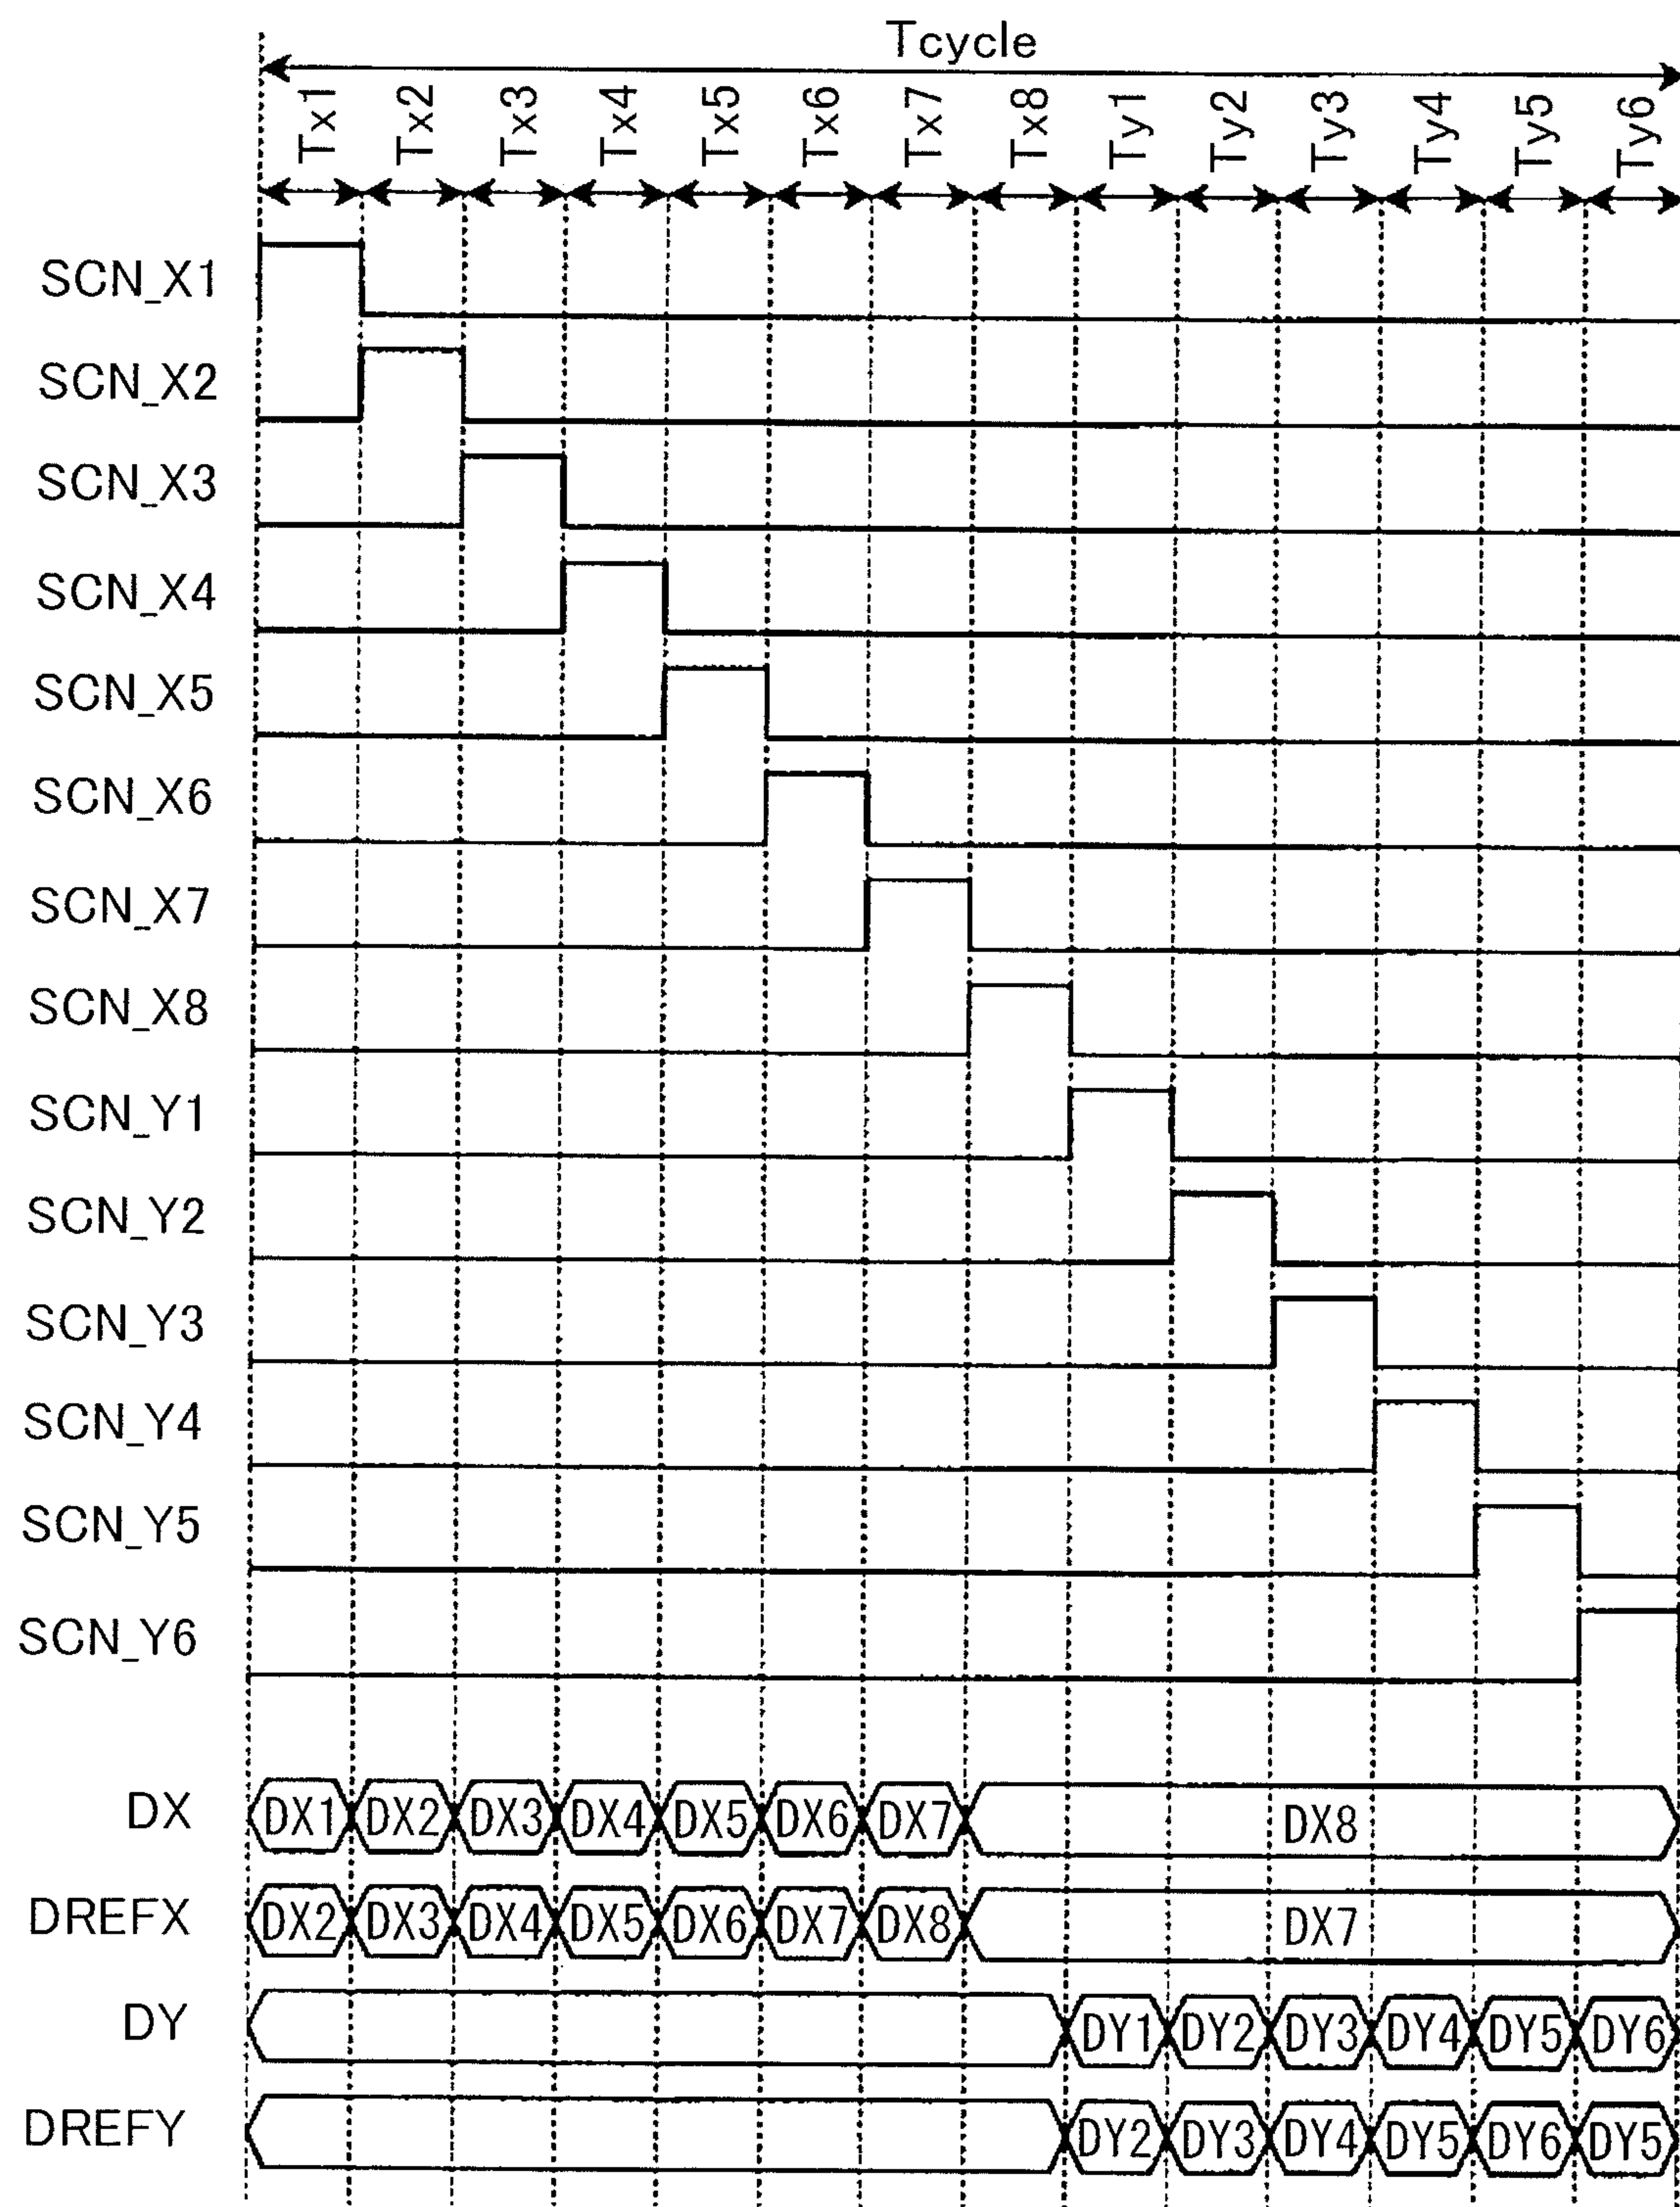 Tcycle
Tx1 Tx2 Tx3 Tx4 Tx5 Tx6 Tx7 Tx8 Ty1 Ty2 Ty3 Ty4 Ty5 Ty6
SCN_X1
SCN_X2
SCN_X3
SCN_X4
SCN_X5
SCN_X6
SCN_X7
SCN_X8
SCN_Y1
SCN_Y2
SCN_Y3
SCN_Y4
SCN_Y5
SCN_Y6
DX DX1 DX2 DX3 DX4 DX5 DX6 DX7 DX8
DREFX DX2 DX3 DX4 DX5 DX6 DX7 DX8 DX7
DY DY1 DY2 DY3 DY4 DY5 DY6
DREFY DY2 DY3 DY4 DY5 DY6 DY5